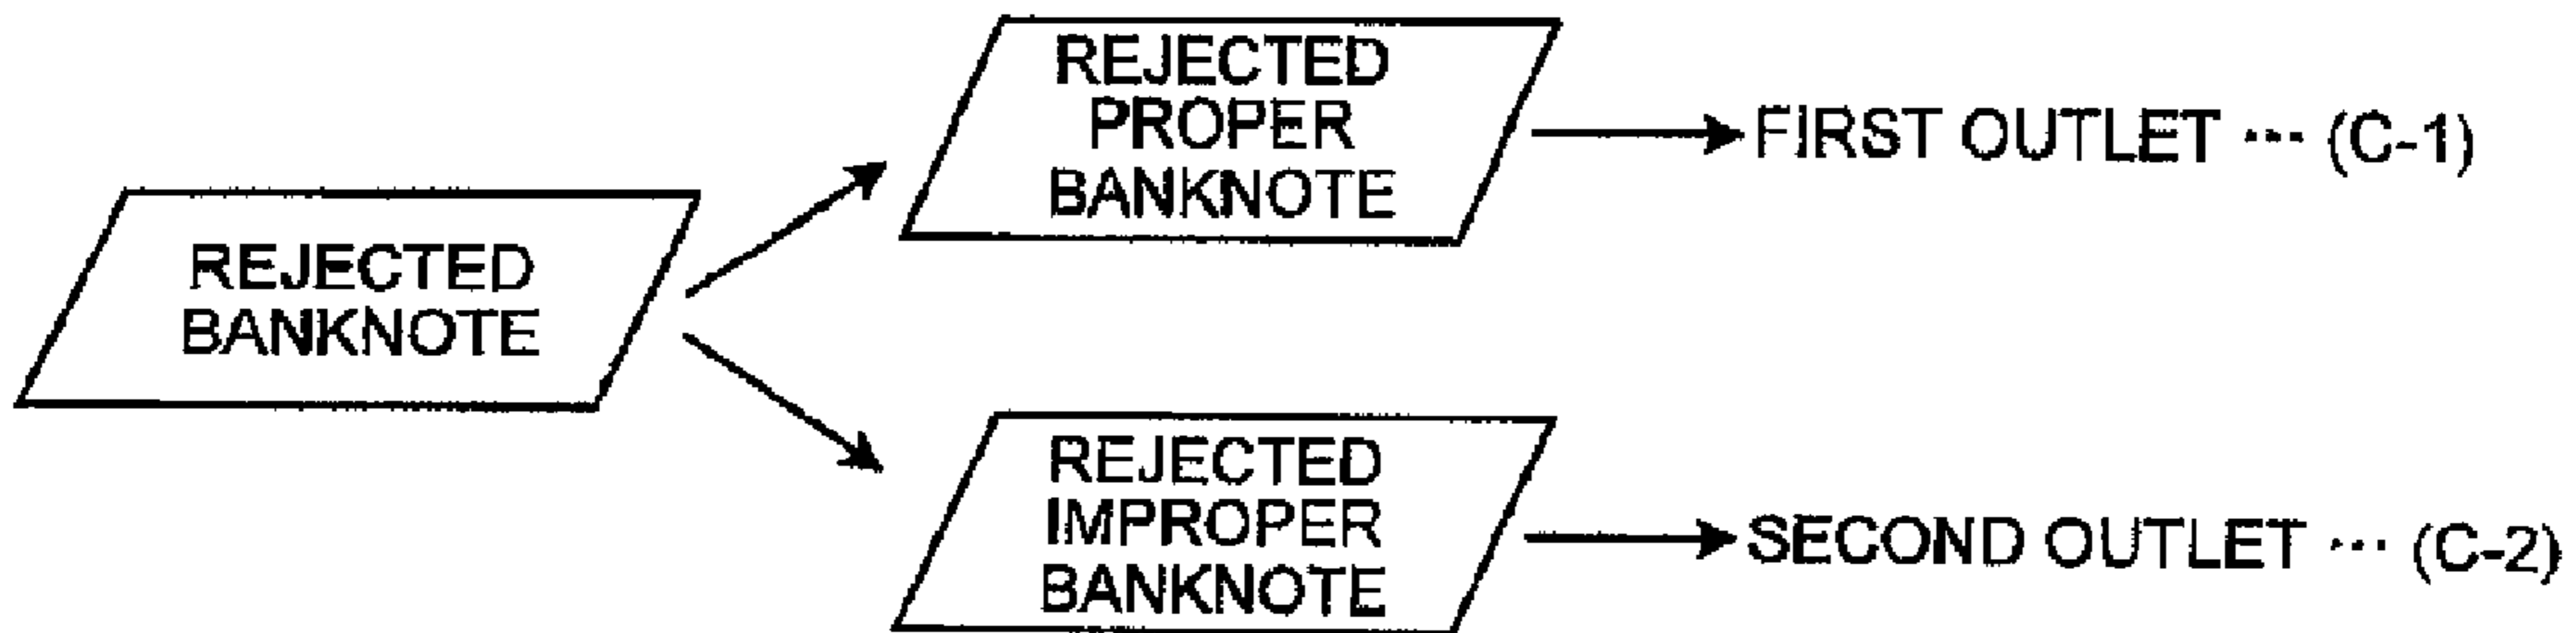 REJECTED
BANKNOTE
REJECTED
PROPER
BANKNOTE
FIRST OUTLET ··· (C-1)
REJECTED
IMPROPER
BANKNOTE
SECOND OUTLET ··· (C-2)